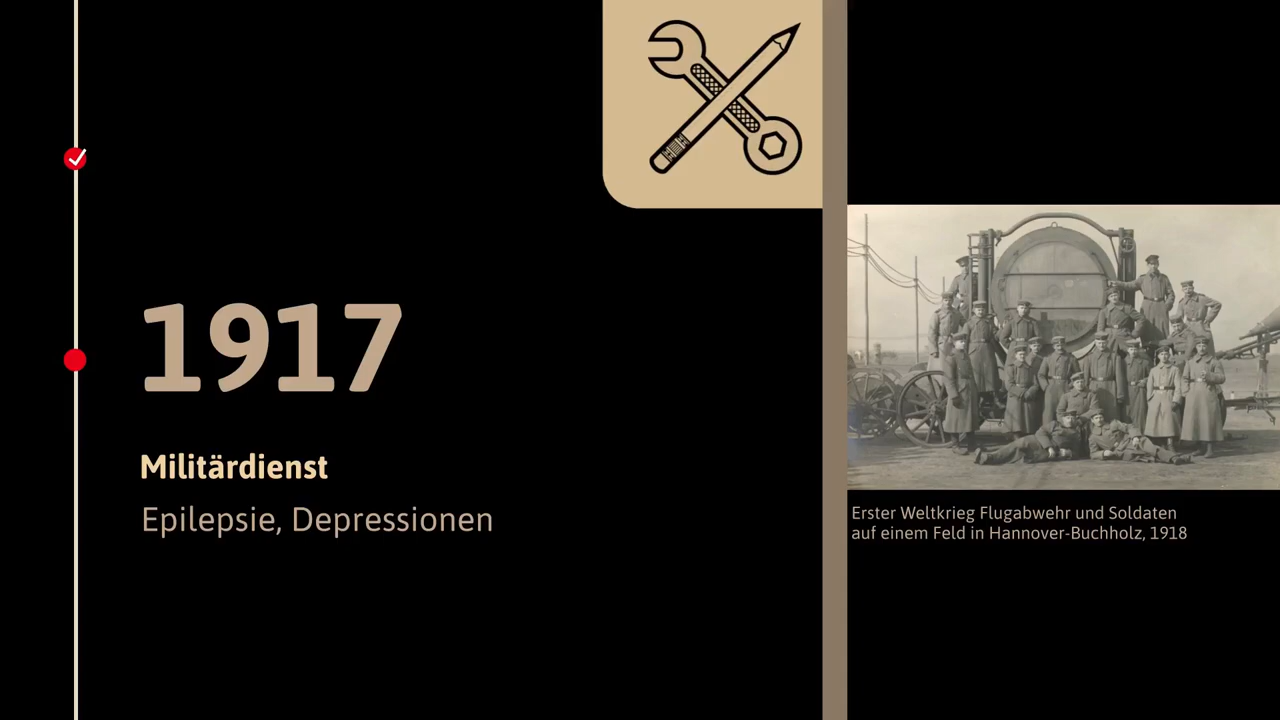 1917
Militärdienst
Epilepsie, Depressionen
Erster Weltkrieg Flugabwehr und Soldaten
auf einem Feld in Hannover-Buchholz, 1918